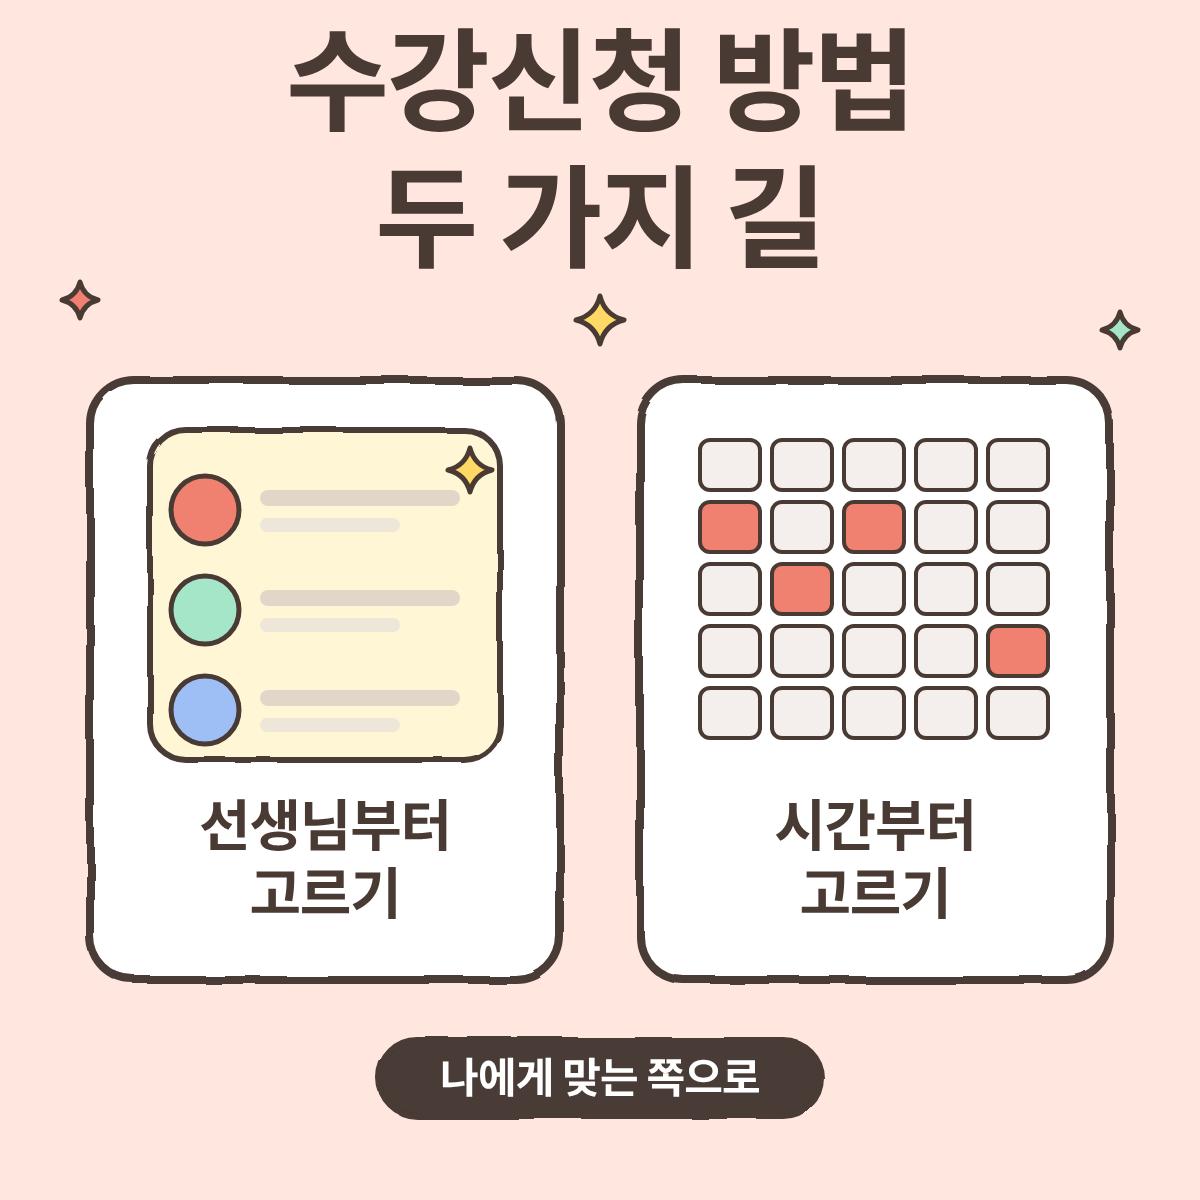 수강신청 방법
두 가지 길
선생님부터
고르기
시간부터
고르기
나에게 맞는 쪽으로